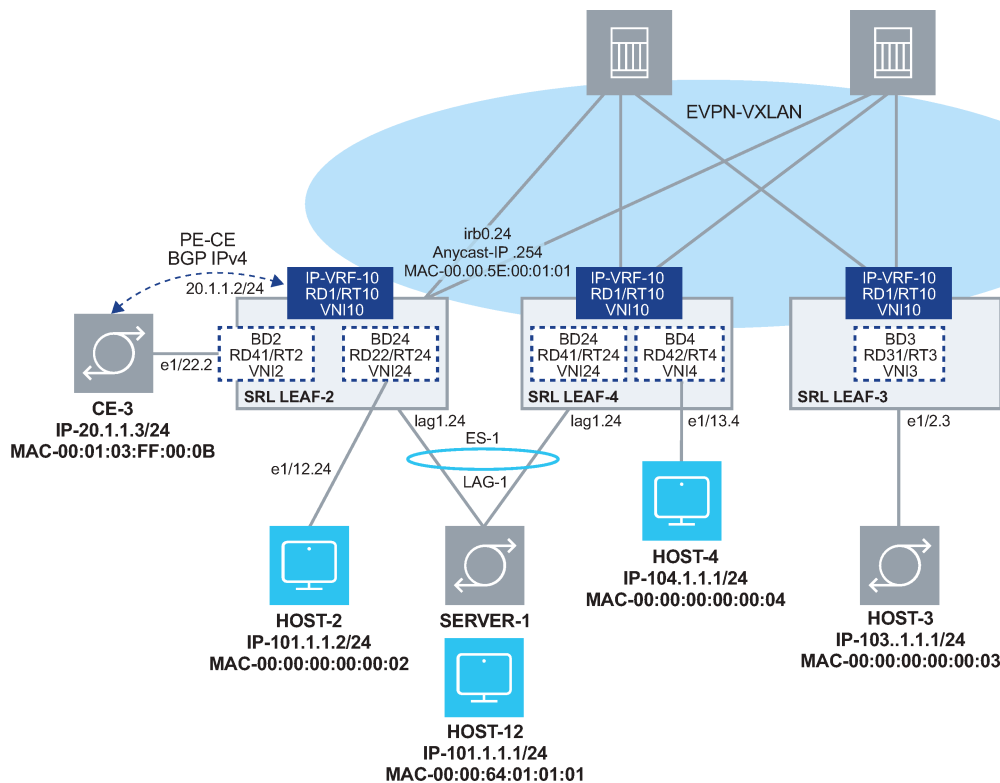 EVPN-VXLAN
irb0.24
Anycast-IP .254
MAC-00.00.5E:00:01:01
PE-CE
BGP IPv4
20.1.1.2/24
IP-VRF-10
RD1/RT10
VNI10
IP-VRF-10
RD1/RT10
VNI10
IP-VRF-10
RD1/RT10
VNI10
BD2
RD41/RT2
VNI2
BD24
RD22/RT24
VNI24
SRL LEAF-2
BD24
RD41/RT24
VNI24
BD4
RD42/RT4
VNI4
SRL LEAF-4
BD3
RD31/RT3
VNI3
SRL LEAF-3
e1/22.2
CE-3
IP-20.1.1.3/24
MAC-00:01:03:FF:00:0B
lag1.24
lag1.24
e1/13.4
e1/2.3
ES-1
LAG-1
e1/12.24
HOST-2
IP-101.1.1.2/24
MAC-00:00:00:00:00:02
SERVER-1
HOST-12
IP-101.1.1.1/24
MAC-00:00:64:01:01:01
HOST-4
IP-104.1.1.1/24
MAC-00:00:00:00:00:04
HOST-3
IP-103..1.1.1/24
MAC-00:00:00:00:00:03